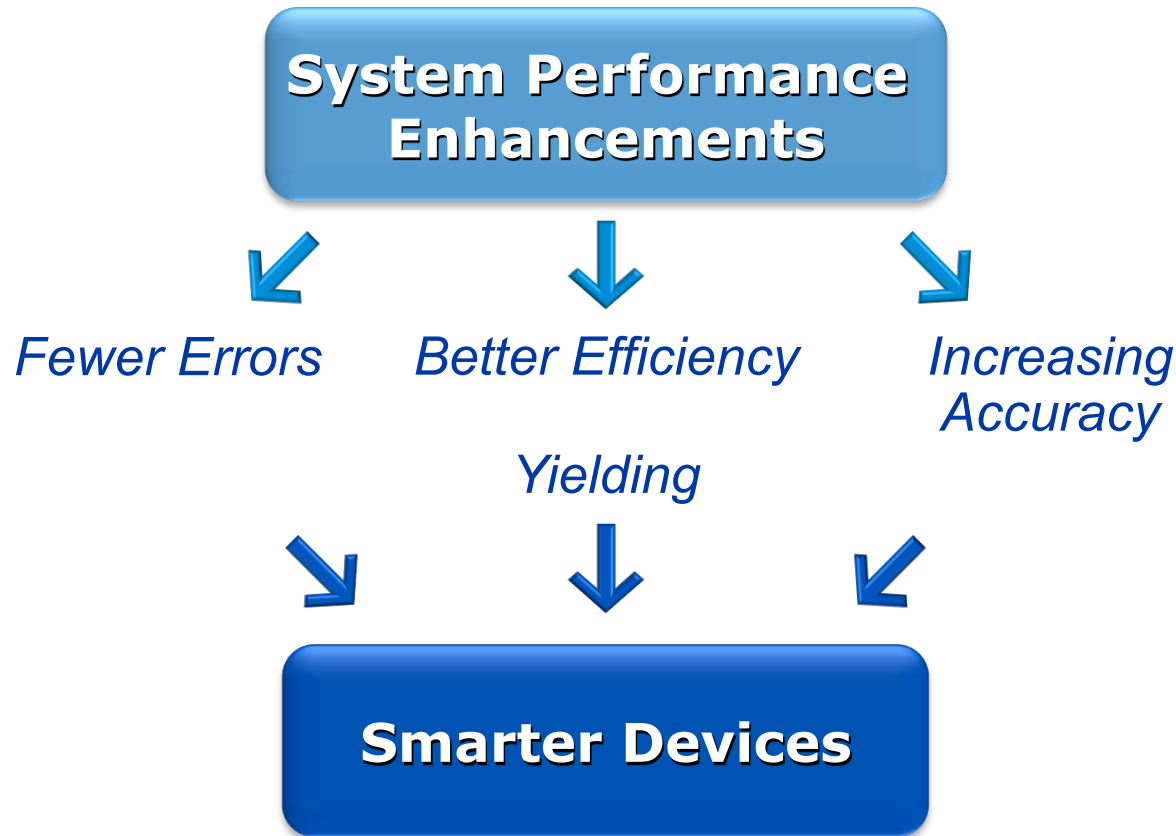 System Performance
Enhancements
Fewer Errors
Better Efficiency
Increasing
Accuracy
Yielding
Smarter Devices